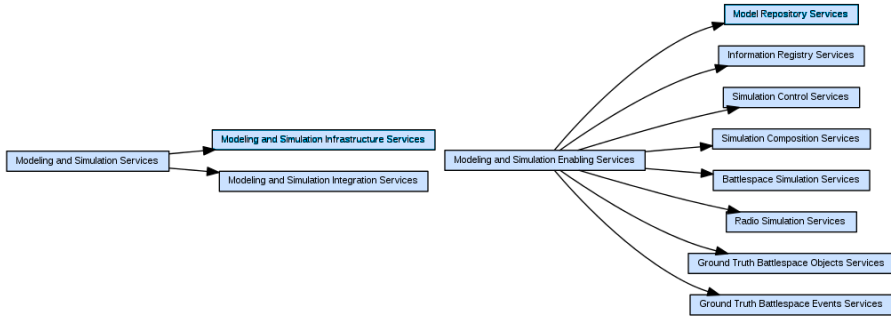 Modeling and Simulation Services
Modeling and Simulation Infrastructure Services
Modeling and Simulation Integration Services
Modeling and Simulation Enabling Services
Model Repository Services
Information Registry Services
Simulation Control Services
Simulation Composition Services
Battlespace Simulation Services
Radio Simulation Services
Ground Truth Battlespace Objects Services
Ground Truth Battlespace Events Services